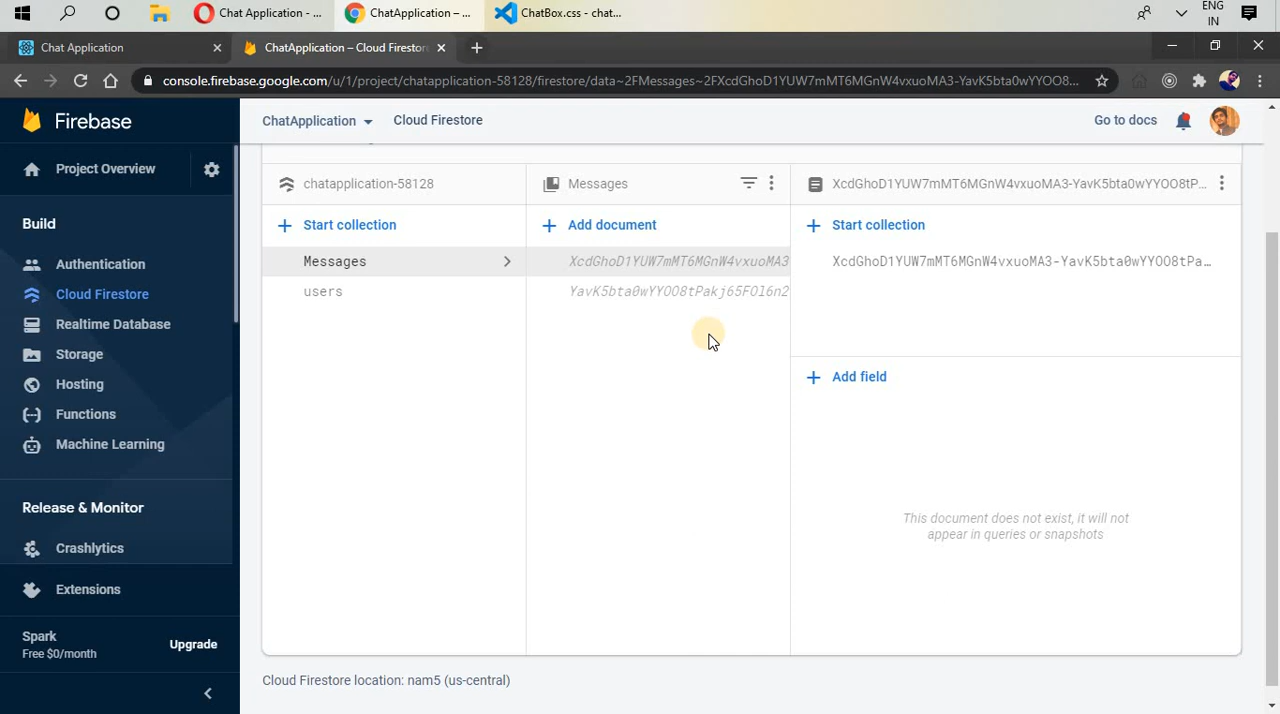 Chat Application - ...
ChatApplication – ...
ChatBox.css - chat...
ENG
IN
Chat Application
ChatApplication – Cloud Firestor
console.firebase.google.com/u/1/project/chatapplication-58128/firestore/data~2FMessages~2FXcdGhoD1YUW7mMT6MGnW4vxuoMA3-YavK5bta0wYYOO8...
Firebase
ChatApplication
Cloud Firestore
Go to docs
Project Overview
chatapplication-58128
Messages
XcdGhoD1YUW7mMT6MGnW4vxuoMA3-YavK5bta0wYYOO8tP...
Start collection
Add document
Start collection
Build
Messages
XcdGhoD1YUW7mMT6MGnW4vxuoMA3
XcdGhoD1YUW7mMT6MGnW4vxuoMA3-YavK5bta0wYYOO8tPa...
Authentication
Cloud Firestore
users
YavK5bta0wYYOO8tPakj65FOl6n2
Realtime Database
Storage
Hosting
Add field
Functions
Machine Learning
Release & Monitor
This document does not exist, it will not
appear in queries or snapshots
Crashlytics
Extensions
Spark
Free $0/month
Upgrade
Cloud Firestore location: nam5 (us-central)